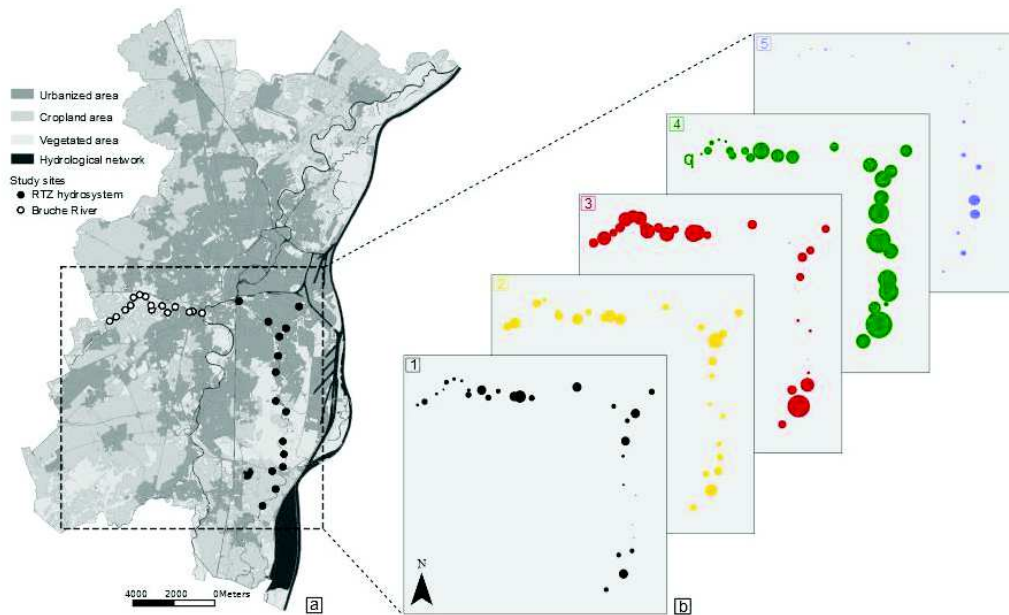 Urbanized area
Cropland area
Vegetated area
Hydrological network
Study sites
RTZ hydrosystem
Bruche River
4000 2000 0Meters
a
5
4
q
3
2
1
N
b